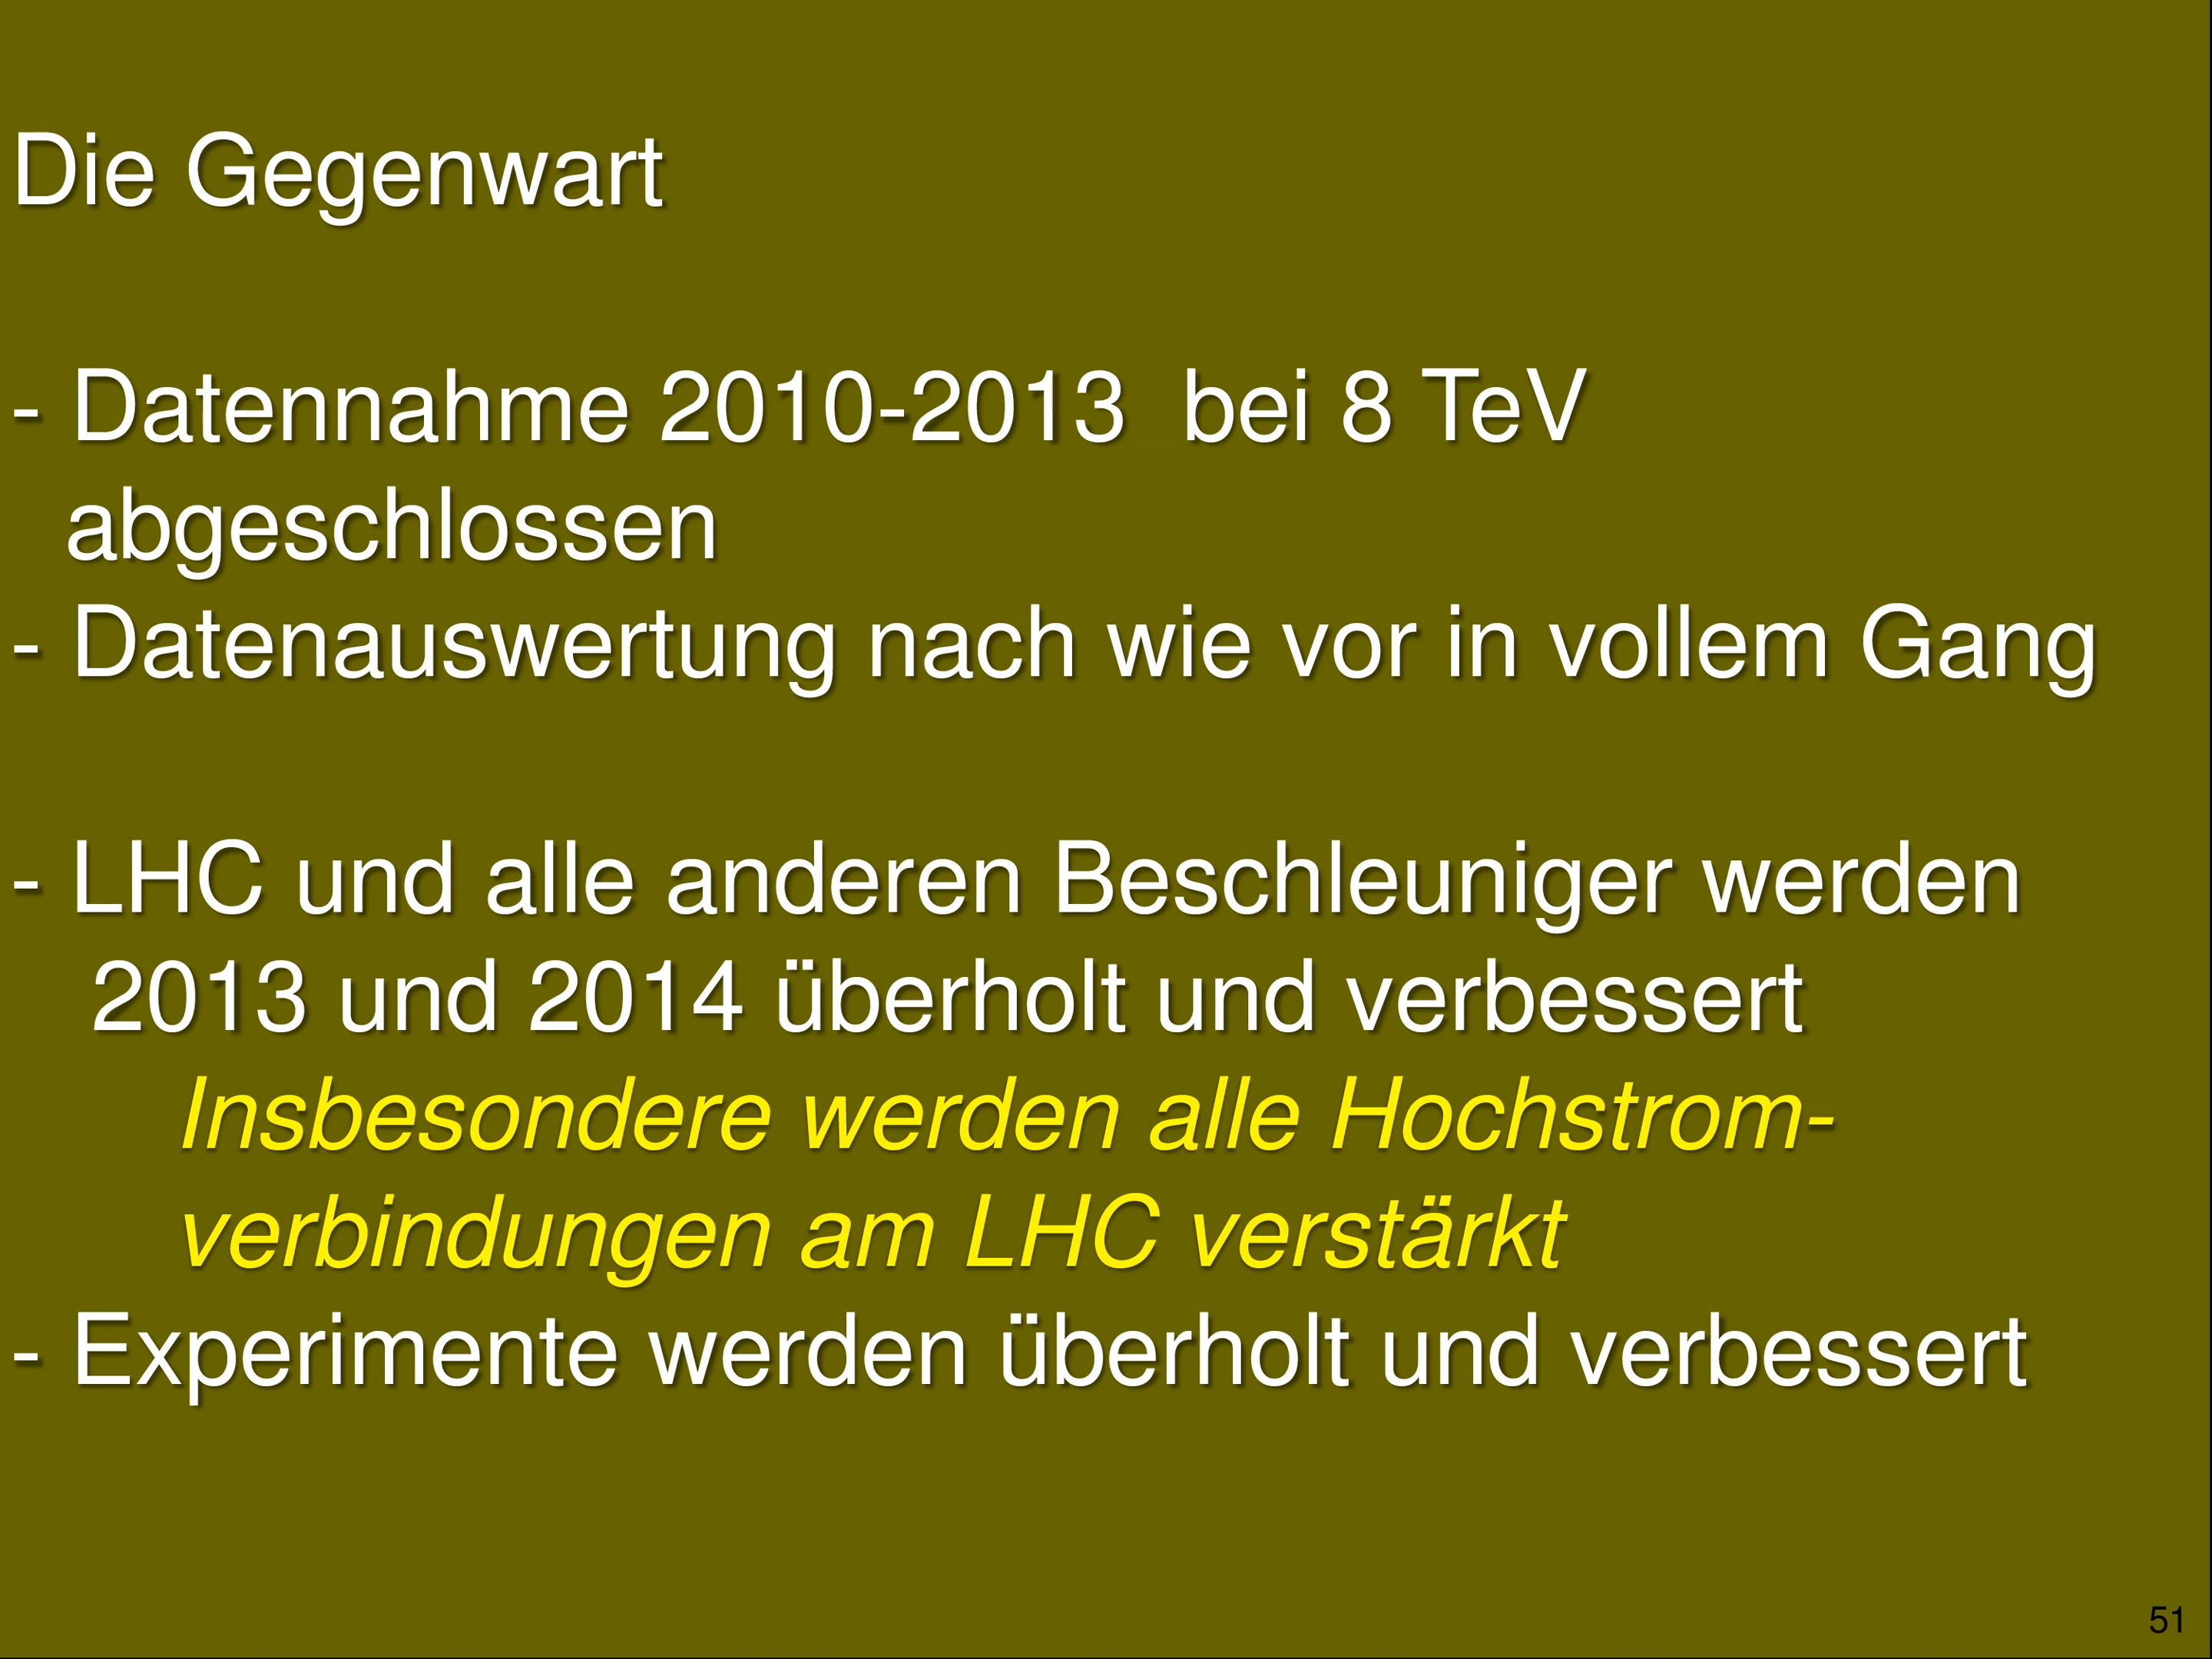 Die Gegenwart
- Datennahme 2010-2013  bei 8 TeV
abgeschlossen
- Datenauswertung nach wie vor in vollem Gang
- LHC und alle anderen Beschleuniger werden
2013 und 2014 überholt und verbessert
Insbesondere werden alle Hochstrom-
verbindungen am LHC verstärkt
- Experimente werden überholt und verbessert
51